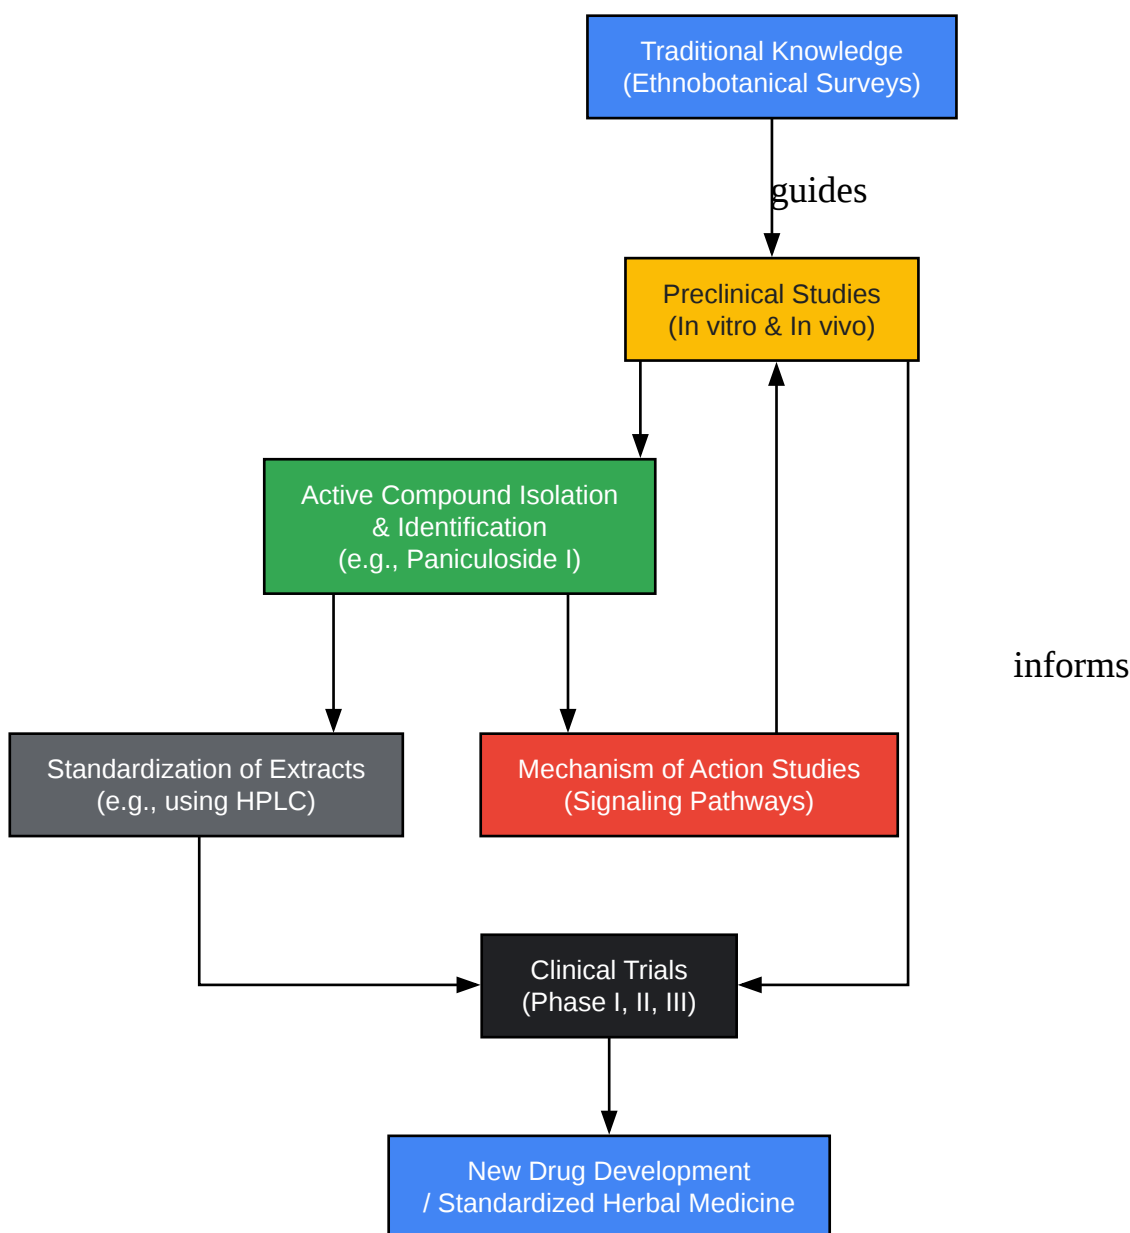 Traditional Knowledge
(Ethnobotanical Surveys)
guides
Preclinical Studies
(In vitro & In vivo)
Active Compound Isolation
& Identification
(e.g., Paniculoside I)
informs
Standardization of Extracts
(e.g., using HPLC)
Mechanism of Action Studies
(Signaling Pathways)
Clinical Trials
(Phase I, II, III)
New Drug Development
/ Standardized Herbal Medicine